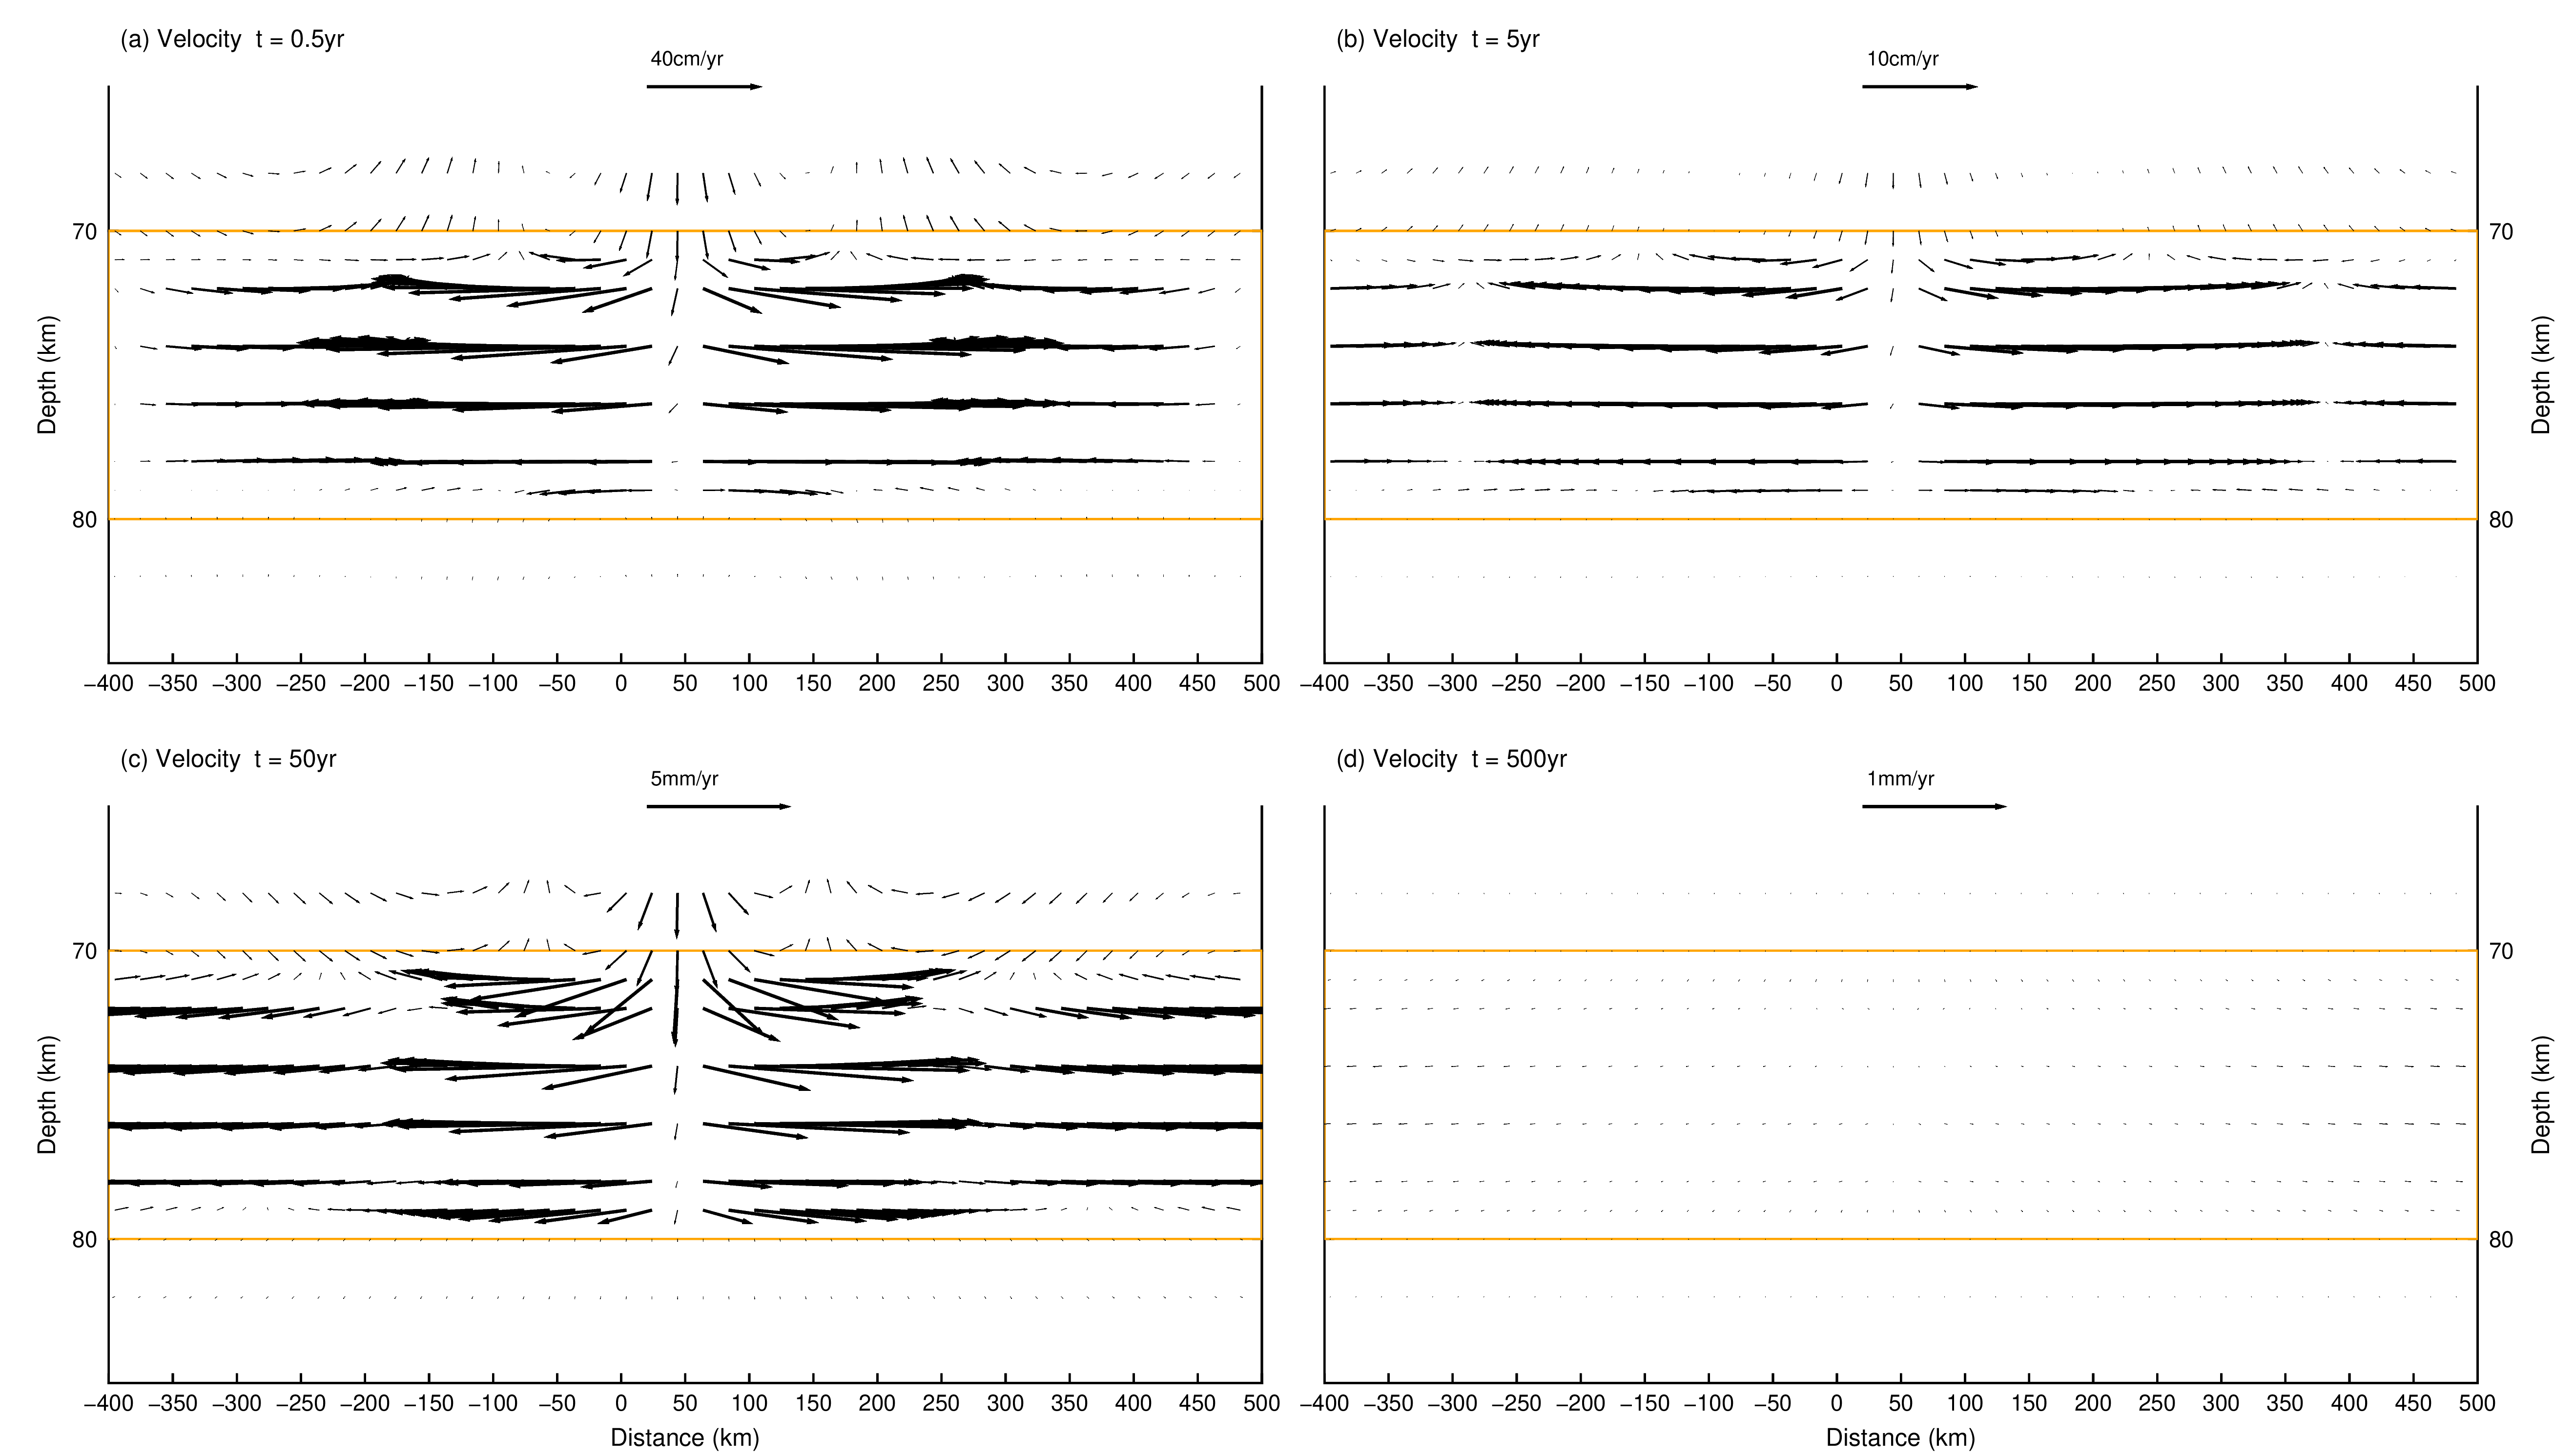 (a) Velocity t = 0.5yr
40cm/yr
(b) Velocity t = 5yr
10cm/yr
70
70
Depth (km)
Depth (km)
80
80
−400 −350 −300 −250 −200 −150 −100 −50 0 50 100 150 200 250 300 350 400 450 500
−400 −350 −300 −250 −200 −150 −100 −50 0 50 100 150 200 250 300 350 400 450 500
(c) Velocity t = 50yr
5mm/yr
(d) Velocity t = 500yr
1mm/yr
70
70
Depth (km)
Depth (km)
80
80
−400 −350 −300 −250 −200 −150 −100 −50 0 50 100 150 200 250 300 350 400 450 500
−400 −350 −300 −250 −200 −150 −100 −50 0 50 100 150 200 250 300 350 400 450 500
Distance (km)
Distance (km)